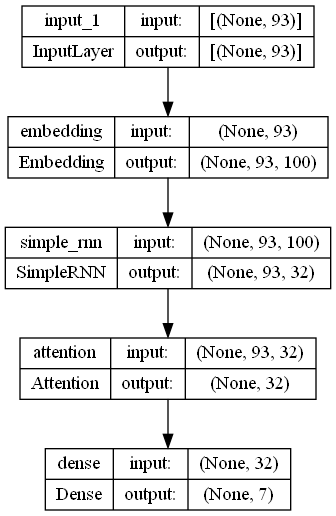 input_1 input: [(None, 93)]
InputLayer output: [(None, 93)]
embedding input: (None, 93)
Embedding output: (None, 93, 100)
simple_rnn input: (None, 93, 100)
SimpleRNN output: (None, 93, 32)
attention input: (None, 93, 32)
Attention output: (None, 32)
dense input: (None, 32)
Dense output: (None, 7)